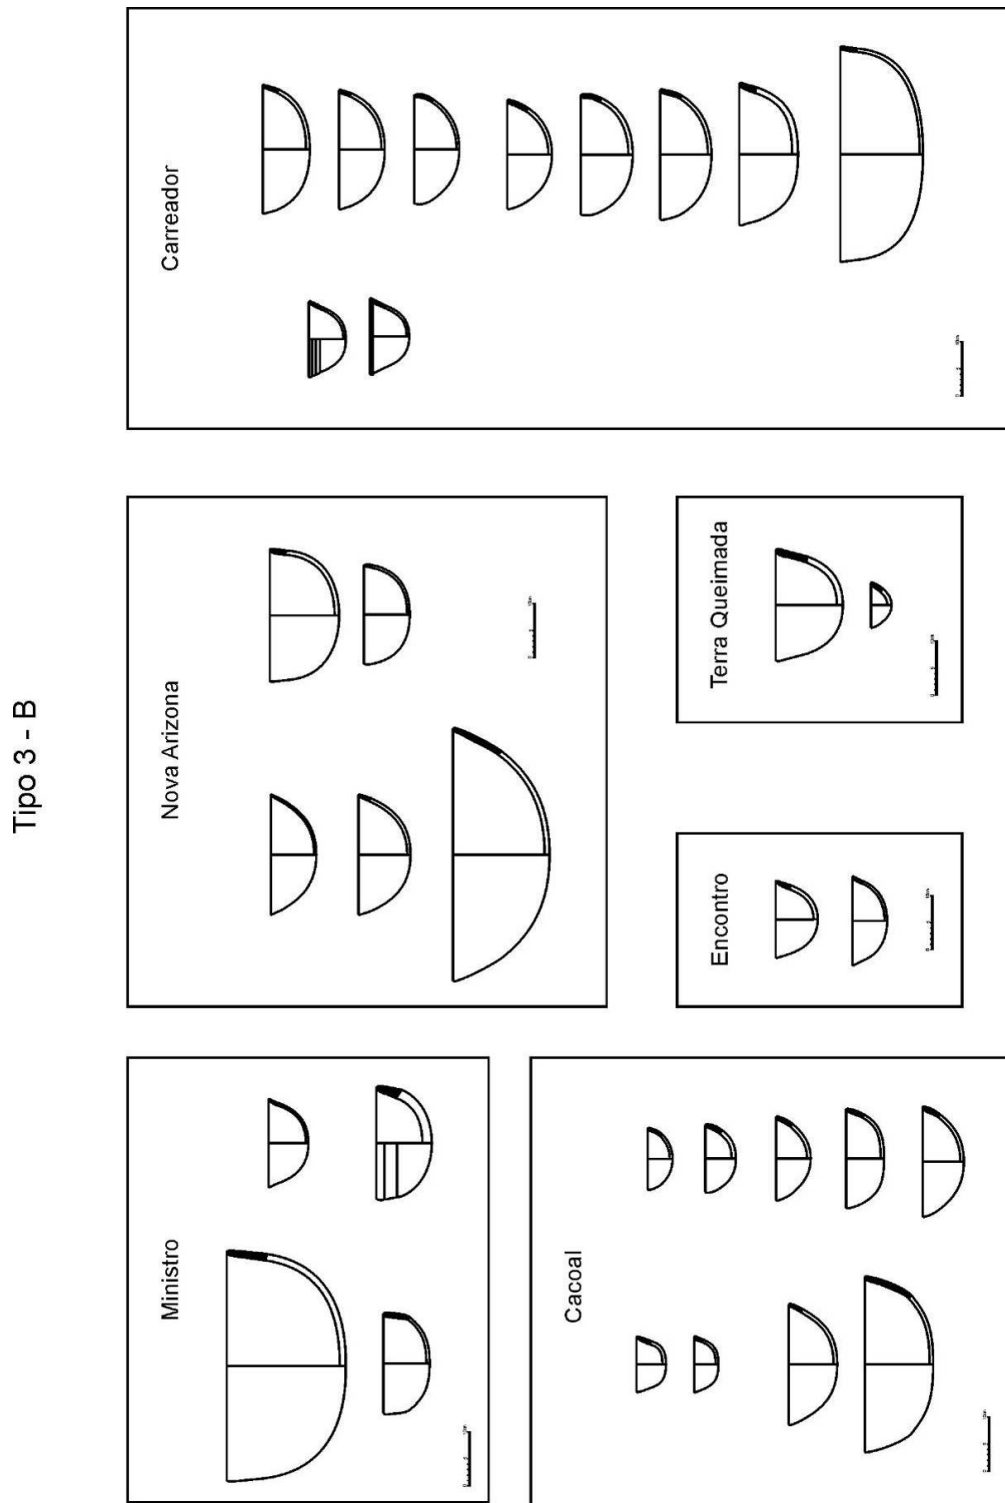 Tipo 3 - B
Ministro
Nova Arizona
Carreador
Cacoal
Encontro
Terra Queimada